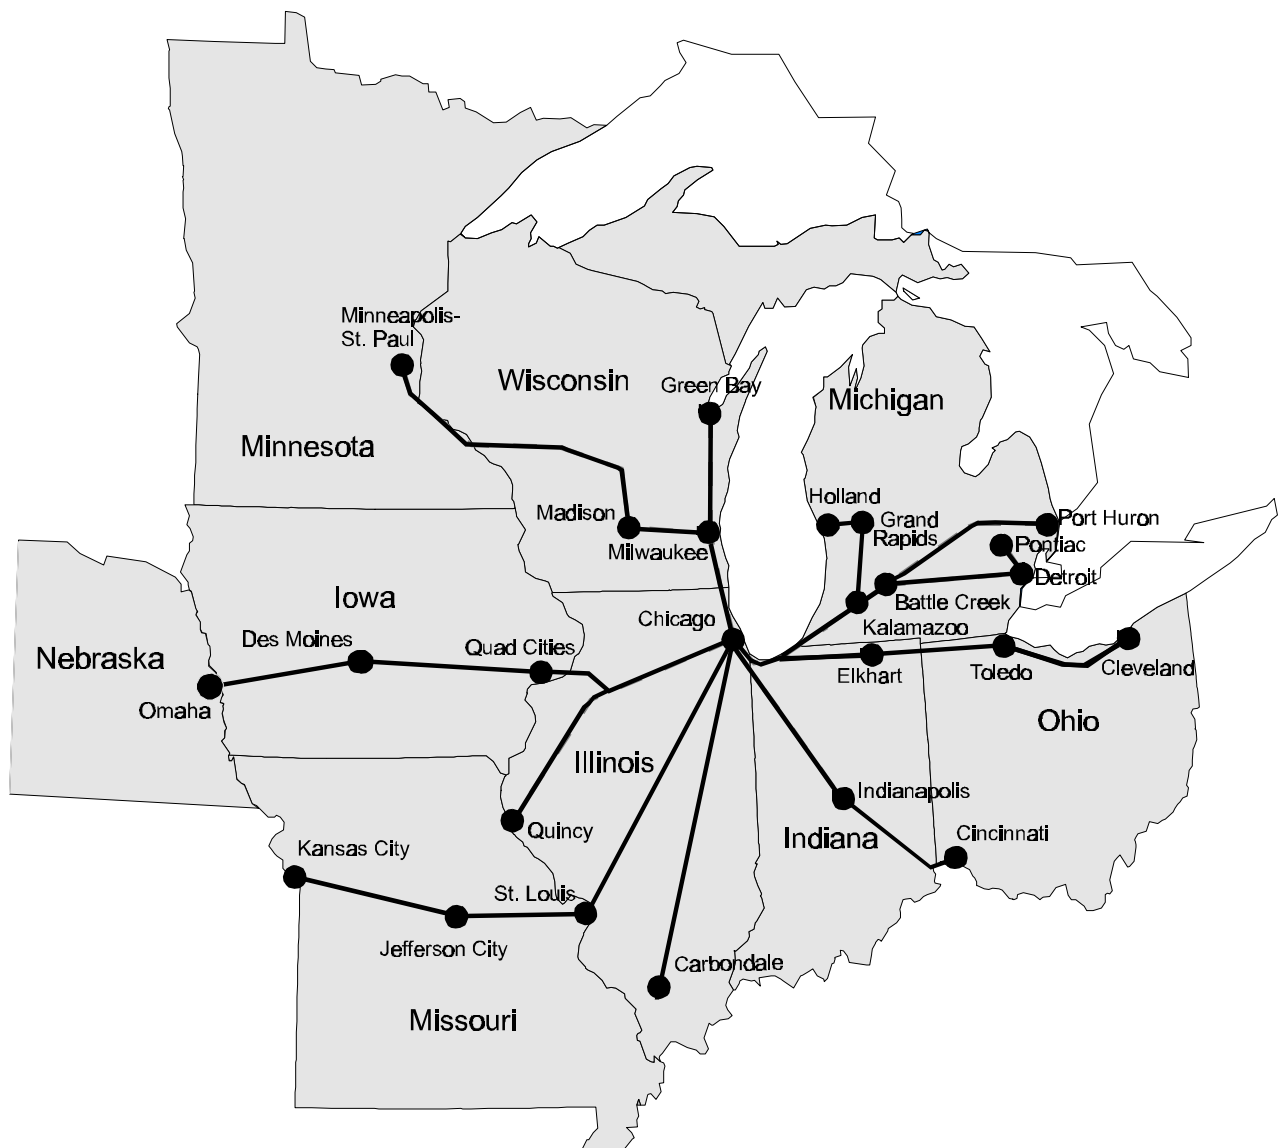 Minneapolis-
St. Paul
Wisconsin
Green Bay
Michigan
Minnesota
Holland
Madison
Grand
Rapids
Port Huron
Milwaukee
Pontiac
Detroit
Iowa
Battle Creek
Chicago
Kalamazoo
Des Moines
Quad Cities
Nebraska
Elkhart
Toledo
Cleveland
Omaha
Ohio
Illinois
Indianapolis
Quincy
Indiana
Cincinnati
Kansas City
St. Louis
Jefferson City
Carbondale
Missouri